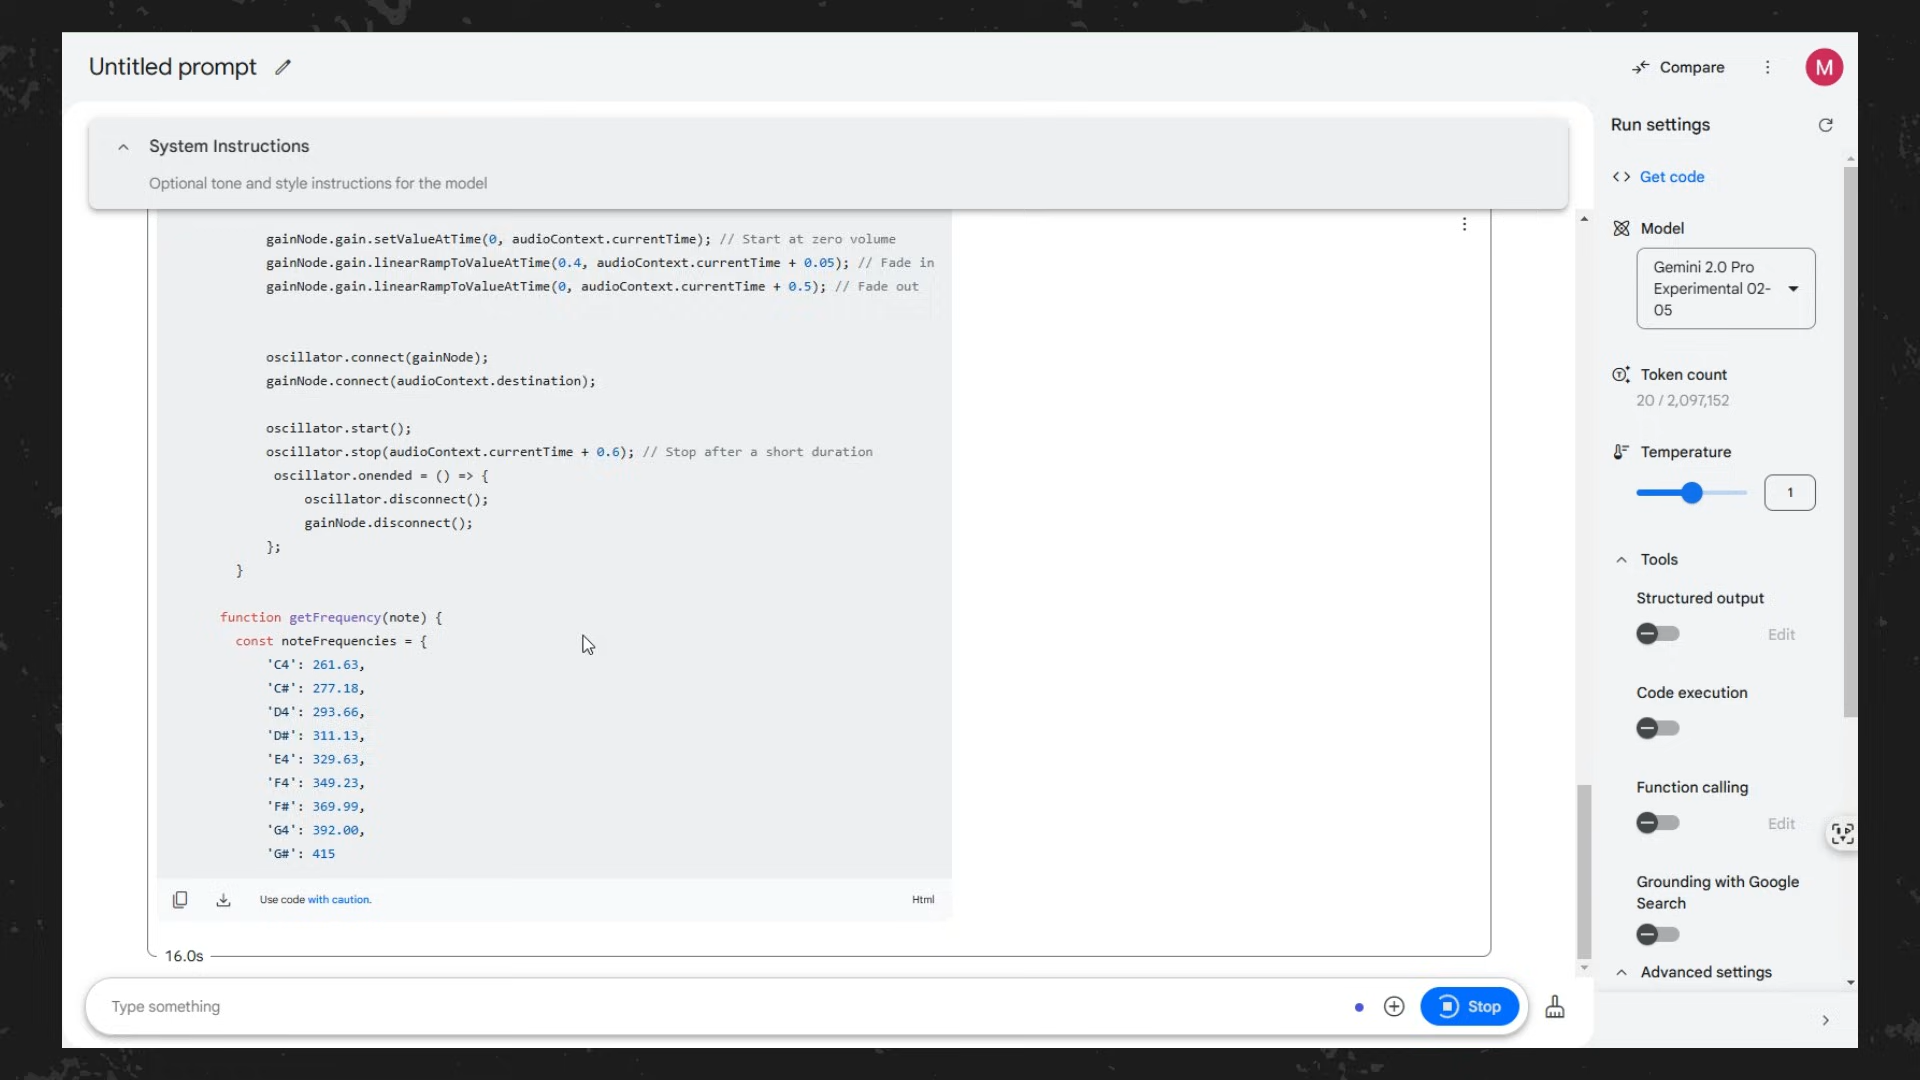 Untitled prompt
Compare
M
System Instructions
Optional tone and style instructions for the model
gainNode.gain.setValueAtTime(0, audioContext.currentTime); // Start at zero volume
gainNode.gain.linearRampToValueAtTime(0.4, audioContext.currentTime + 0.05); // Fade in
gainNode.gain.linearRampToValueAtTime(0, audioContext.currentTime + 0.5); // Fade out
oscillator.connect(gainNode);
gainNode.connect(audioContext.destination);
oscillator.start();
oscillator.stop(audioContext.currentTime + 0.6); // Stop after a short duration
oscillator.onended = () => {
oscillator.disconnect();
gainNode.disconnect();
};
}
function getFrequency(note) {
const noteFrequencies = {
'C4': 261.63,
'C#': 277.18,
'D4': 293.66,
'D#': 311.13,
'E4': 329.63,
'F4': 349.23,
'F#': 369.99,
'G4': 392.00,
'G#': 415
Use code with caution.
Html
16.0s
Type something
Stop
Run settings
<> Get code
Model
Gemini 2.0 Pro
Experimental 02-
05
Token count
20 / 2,097,152
Temperature
1
Tools
Structured output
Edit
Code execution
Function calling
Edit
Grounding with Google
Search
Advanced settings